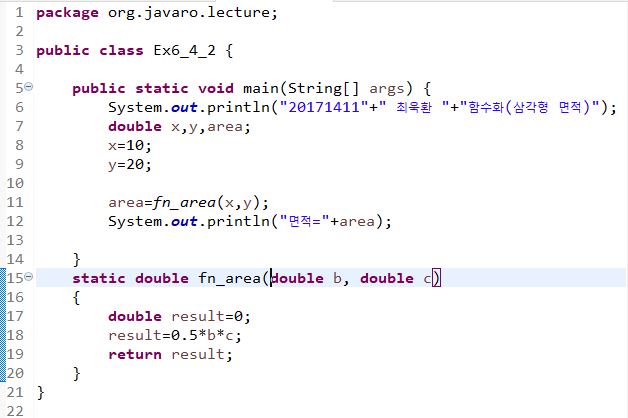 1 package org.javaro.lecture;
2
3 public class Ex6_4_2 {
4
5 public static void main(String[] args) {
6 System.out.println("20171411"+" 최욱환 "+"함수화(삼각형 면적)");
7 double x,y,area;
8 x=10;
9 y=20;
10
11 area=fn_area(x,y);
12 System.out.println("면적="+area);
13
14 }
15 static double fn_area(double b, double c)
16 {
17 double result=0;
18 result=0.5*b*c;
19 return result;
20 }
21 }
22